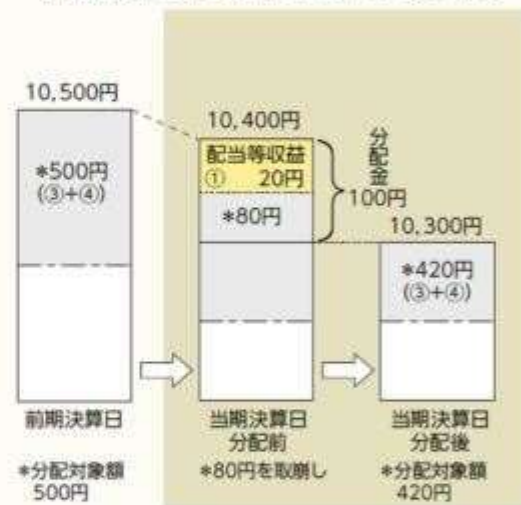 10,500円
*500円
(③+④)
前期決算日
*分配対象額
500円
10,400円
配当等収益
① 20円
*80円
分配金
100円
当期決算日
分配前
*80円を取崩し
10,300円
*420円
(③+④)
当期決算日
分配後
*分配対象額
420円